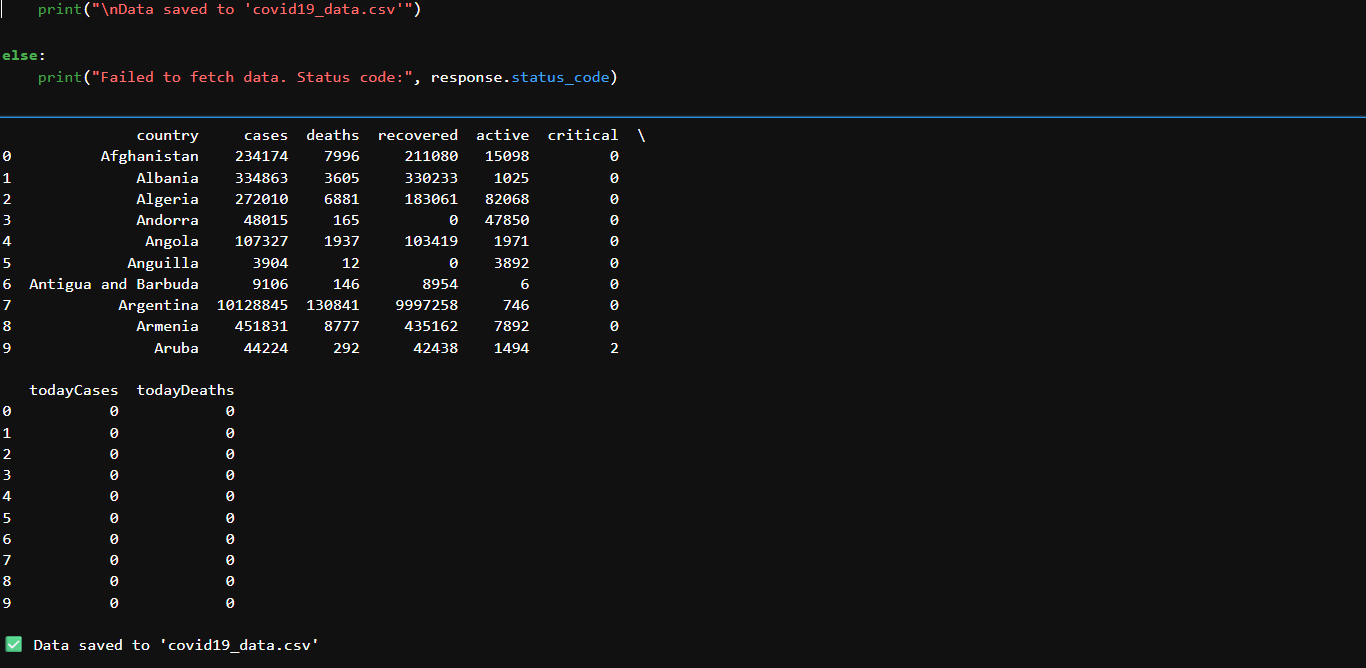 print("\nData saved to 'covid19_data.csv'")
else:
print("Failed to fetch data. Status code:", response.status_code)
country cases deaths recovered active critical \
0 Afghanistan 234174 7996 211080 15098 0
1 Albania 334863 3605 330233 1025 0
2 Algeria 272010 6881 183061 82068 0
3 Andorra 48015 165 0 47850 0
4 Angola 107327 1937 103419 1971 0
5 Anguilla 3904 12 0 3892 0
6 Antigua and Barbuda 9106 146 8954 6 0
7 Argentina 10128845 130841 9997258 746 0
8 Armenia 451831 8777 435162 7892 0
9 Aruba 44224 292 42438 1494 2
todayCases todayDeaths
0 0 0
1 0 0
2 0 0
3 0 0
4 0 0
5 0 0
6 0 0
7 0 0
8 0 0
9 0 0
✅ Data saved to 'covid19_data.csv'